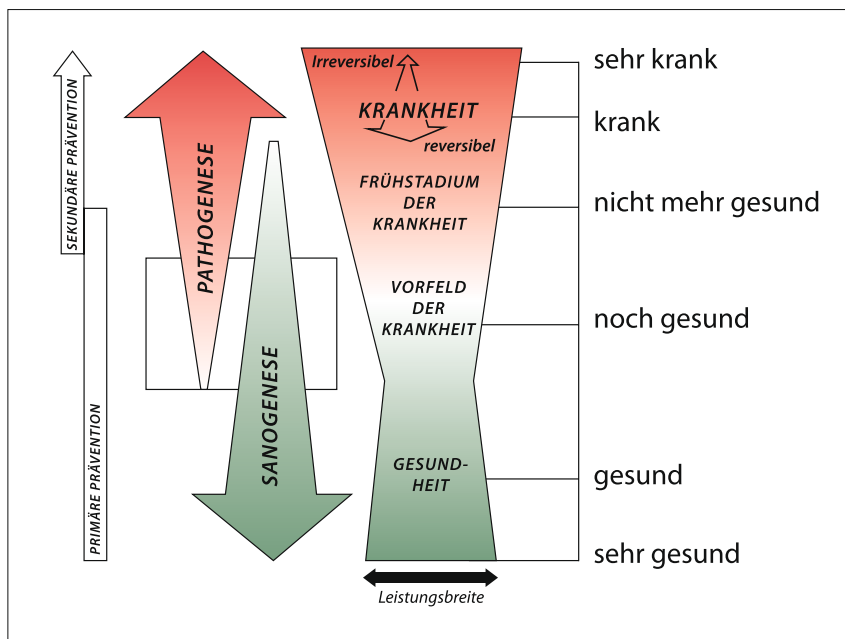 SEKUNDÄRE PRÄVENTION
PRIMÄRE PRÄVENTION
PATHOGENESE
SANOGENESE
Irreversibel
KRANKHEIT
reversibel
FRÜHSTADIUM
DER
KRANKHEIT
VORFELD
DER
KRANKHEIT
GESUND-
HEIT
Leistungsbreite
sehr krank
krank
nicht mehr gesund
noch gesund
gesund
sehr gesund